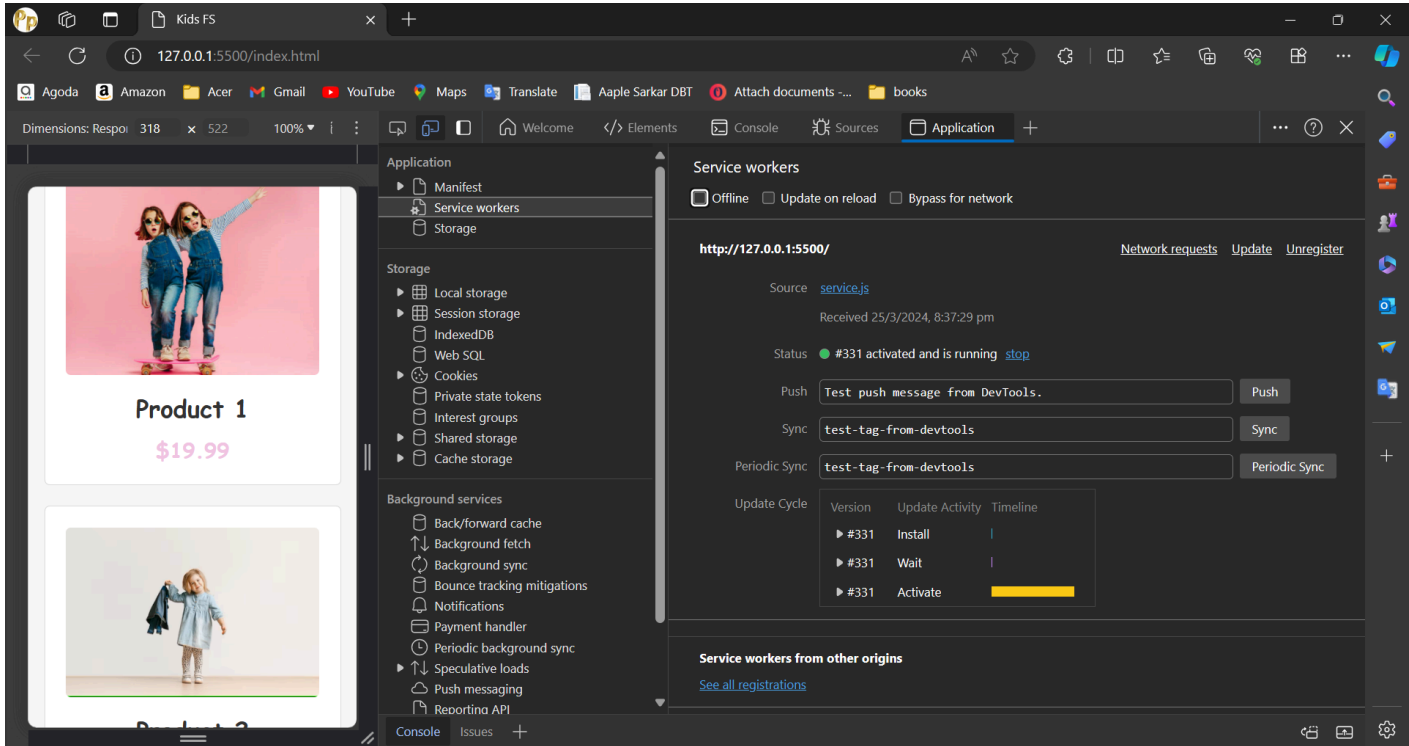 Pp
Kids FS
127.0.0.1:5500/index.html
Agoda Amazon Acer Gmail YouTube Maps Translate Aaple Sarkar DBT Attach documents -... books
Dimensions: Respo 318 x 522 100% Welcome Elements Console Sources Application
Application
Manifest
Service workers
Storage
Storage
Local storage
Session storage
IndexedDB
Web SQL
Cookies
Private state tokens
Interest groups
Shared storage
Cache storage
Background services
Back/forward cache
Background fetch
Background sync
Bounce tracking mitigations
Notifications
Payment handler
Periodic background sync
Speculative loads
Push messaging
Reporting API
Service workers
Offline Update on reload Bypass for network
http://127.0.0.1:5500/ Network requests Update Unregister
Source service.js
Received 25/3/2024, 8:37:29 pm
Status #331 activated and is running stop
Push Test push message from DevTools. Push
Sync test-tag-from-devtools Sync
Periodic Sync test-tag-from-devtools Periodic Sync
Update Cycle Version Update Activity Timeline
#331 Install
#331 Wait
#331 Activate
Service workers from other origins
See all registrations
Console Issues
Product 1
$19.99